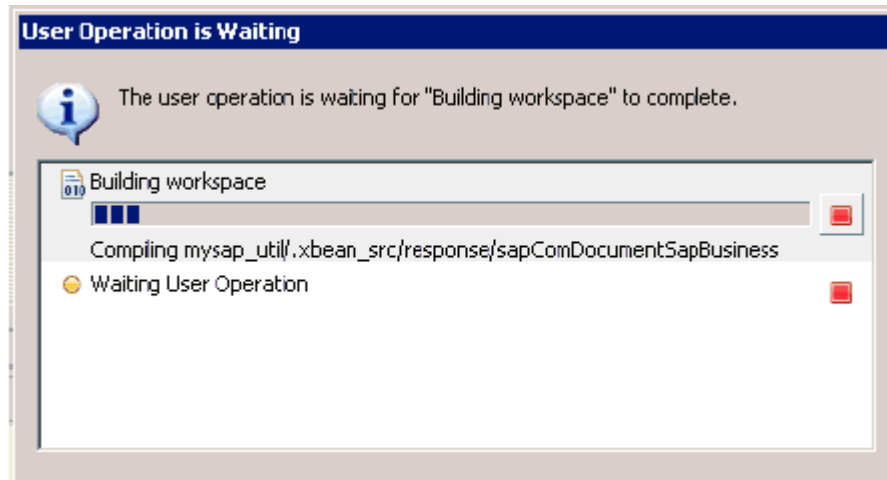 User Operation is Waiting
The user operation is waiting for "Building workspace" to complete.
010
Building workspace
Compiling mysap_util/.xbean_src/response/sapComDocumentSapBusiness
Waiting User Operation